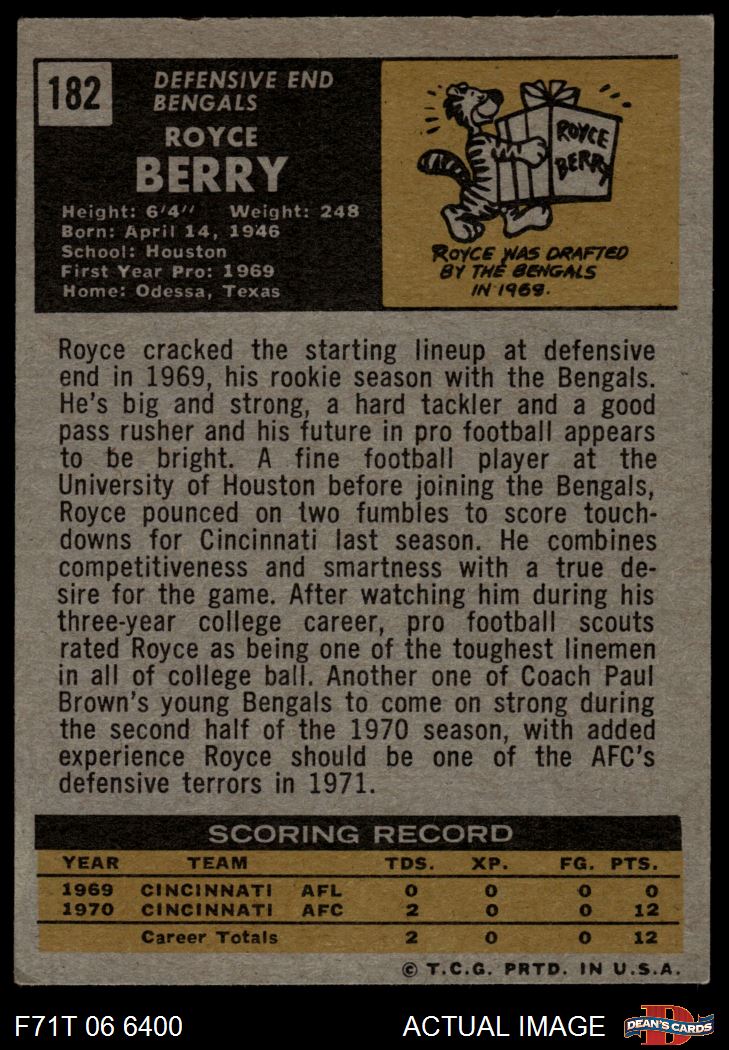 182
DEFENSIVE END
BENGALS
ROYCE
BERRY
Height: 6'4" Weight: 248
Born: April 14, 1946
School: Houston
First Year Pro: 1969
Home: Odessa, Texas
ROYCE
BERRY
ROYCE WAS DRAFTED
BY THE BENGALS
IN 1969.
Royce cracked the starting lineup at defensive
end in 1969, his rookie season with the Bengals.
He's big and strong, a hard tackler and a good
pass rusher and his future in pro football appears
to be bright. A fine football player at the
University of Houston before joining the Bengals,
Royce pounced on two fumbles to score touch-
downs for Cincinnati last season. He combines
competitiveness and smartness with a true de-
sire for the game. After watching him during his
three-year college career, pro football scouts
rated Royce as being one of the toughest linemen
in all of college ball. Another one of Coach Paul
Brown's young Bengals to come on strong during
the second half of the 1970 season, with added
experience Royce should be one of the AFC's
defensive terrors in 1971.
SCORING RECORD
YEAR TEAM TDS. XP. FG. PTS.
1969 CINCINNATI AFL 0 0 0 0
1970 CINCINNATI AFC 2 0 0 12
Career Totals 2 0 0 12
© T.C.G. PRTD. IN U.S.A.
F71T 06 6400 ACTUAL IMAGE DEAN'S CARDS